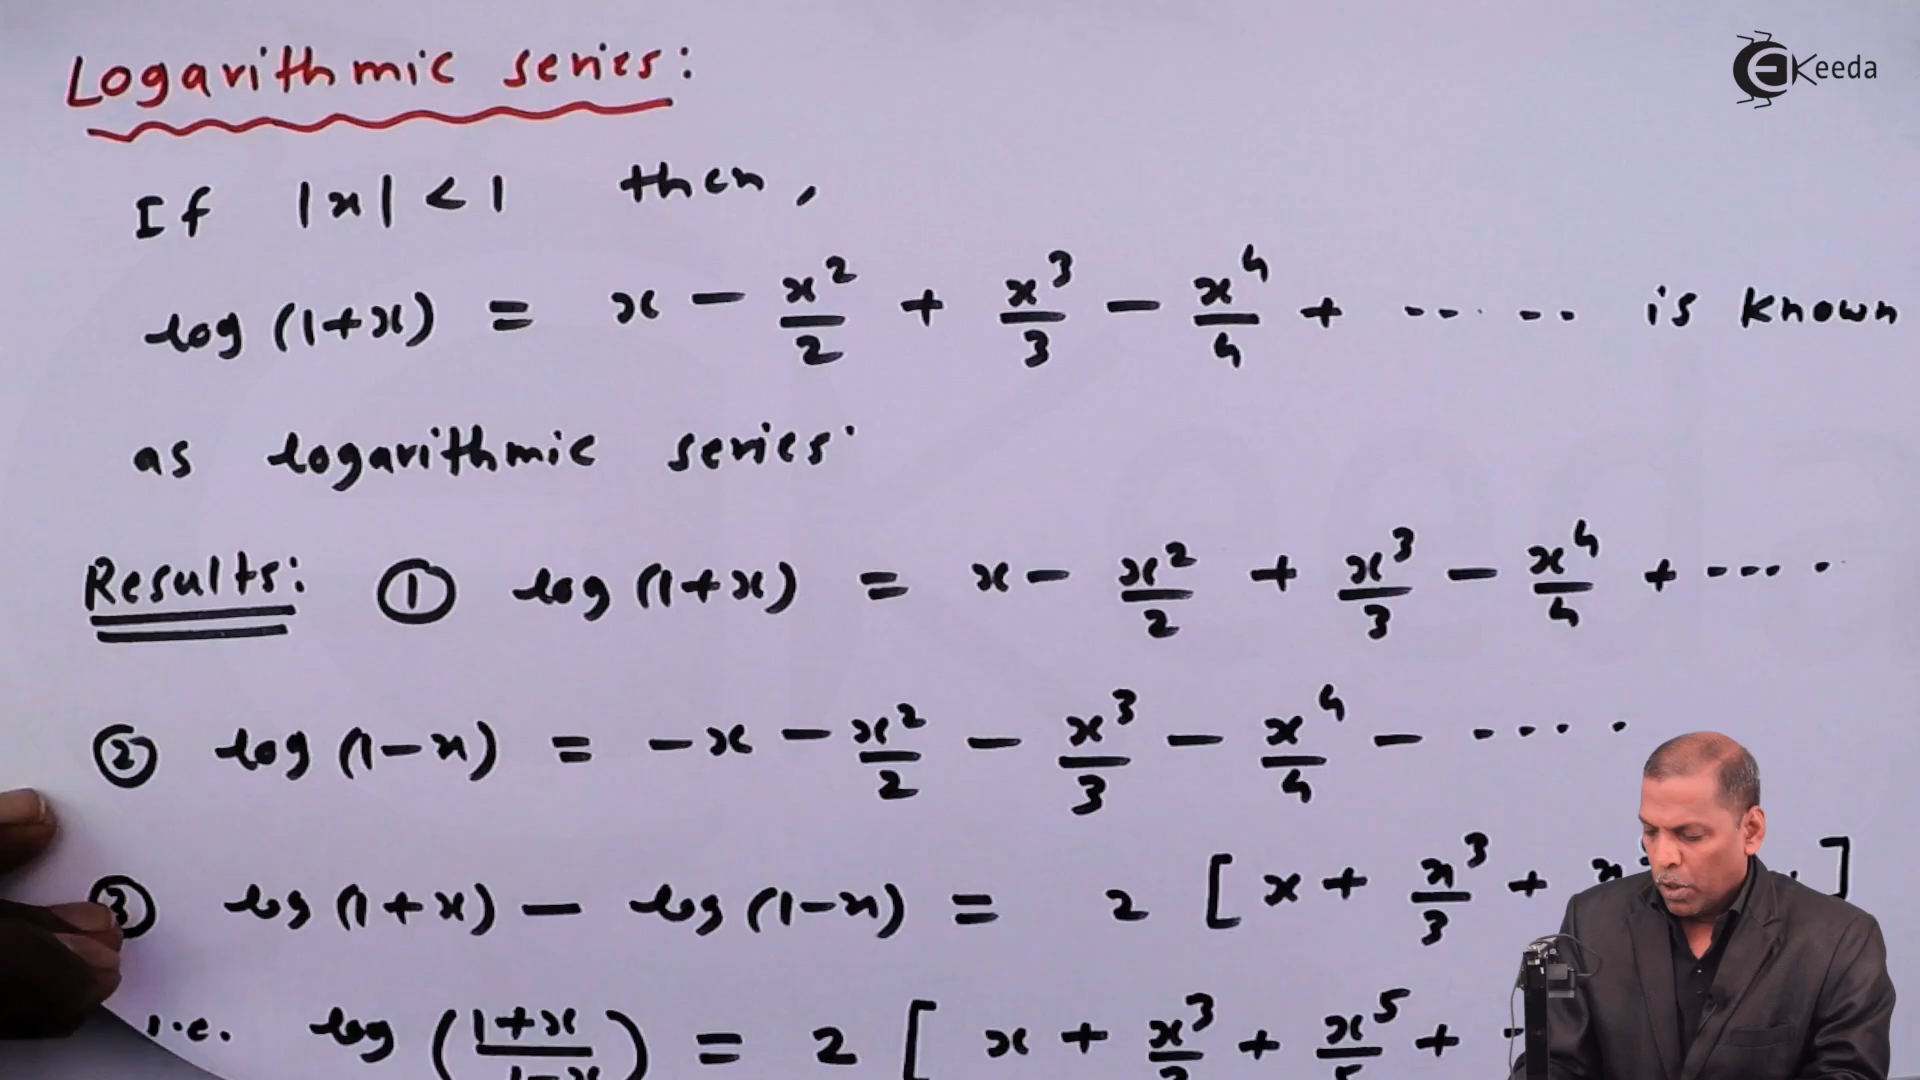 Logarithmic series:
EKeeda
If |x| < 1 then,
log (1+x) = x - x²/2 + x³/3 - x⁴/4 + ..... is known
as logarithmic series.
Results: ① log (1+x) = x - x²/2 + x³/3 - x⁴/4 + .....
② log (1-x) = -x - x²/2 - x³/3 - x⁴/4 - .....
③ log (1+x) - log (1-x) = 2 [ x + x³/3 + ]
i.e. log (1+x/1-x) = 2 [ x + x³/3 + x⁵/5 +